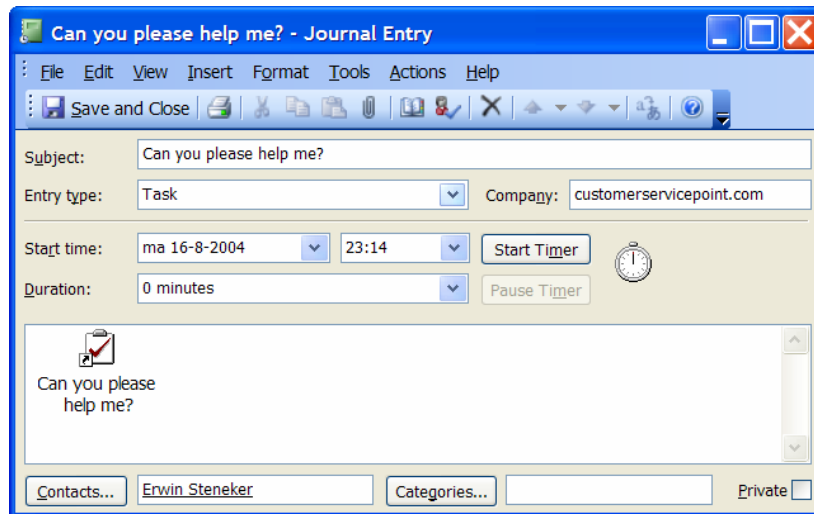 Can you please help me? - Journal Entry
File Edit View Insert Format Tools Actions Help
Save and Close
Subject: Can you please help me?
Entry type: Task Company: customerservicepoint.com
Start time: ma 16-8-2004 23:14 Start Timer
Duration: 0 minutes Pause Timer
Can you please
help me?
Contacts... Erwin Steneker Categories... Private